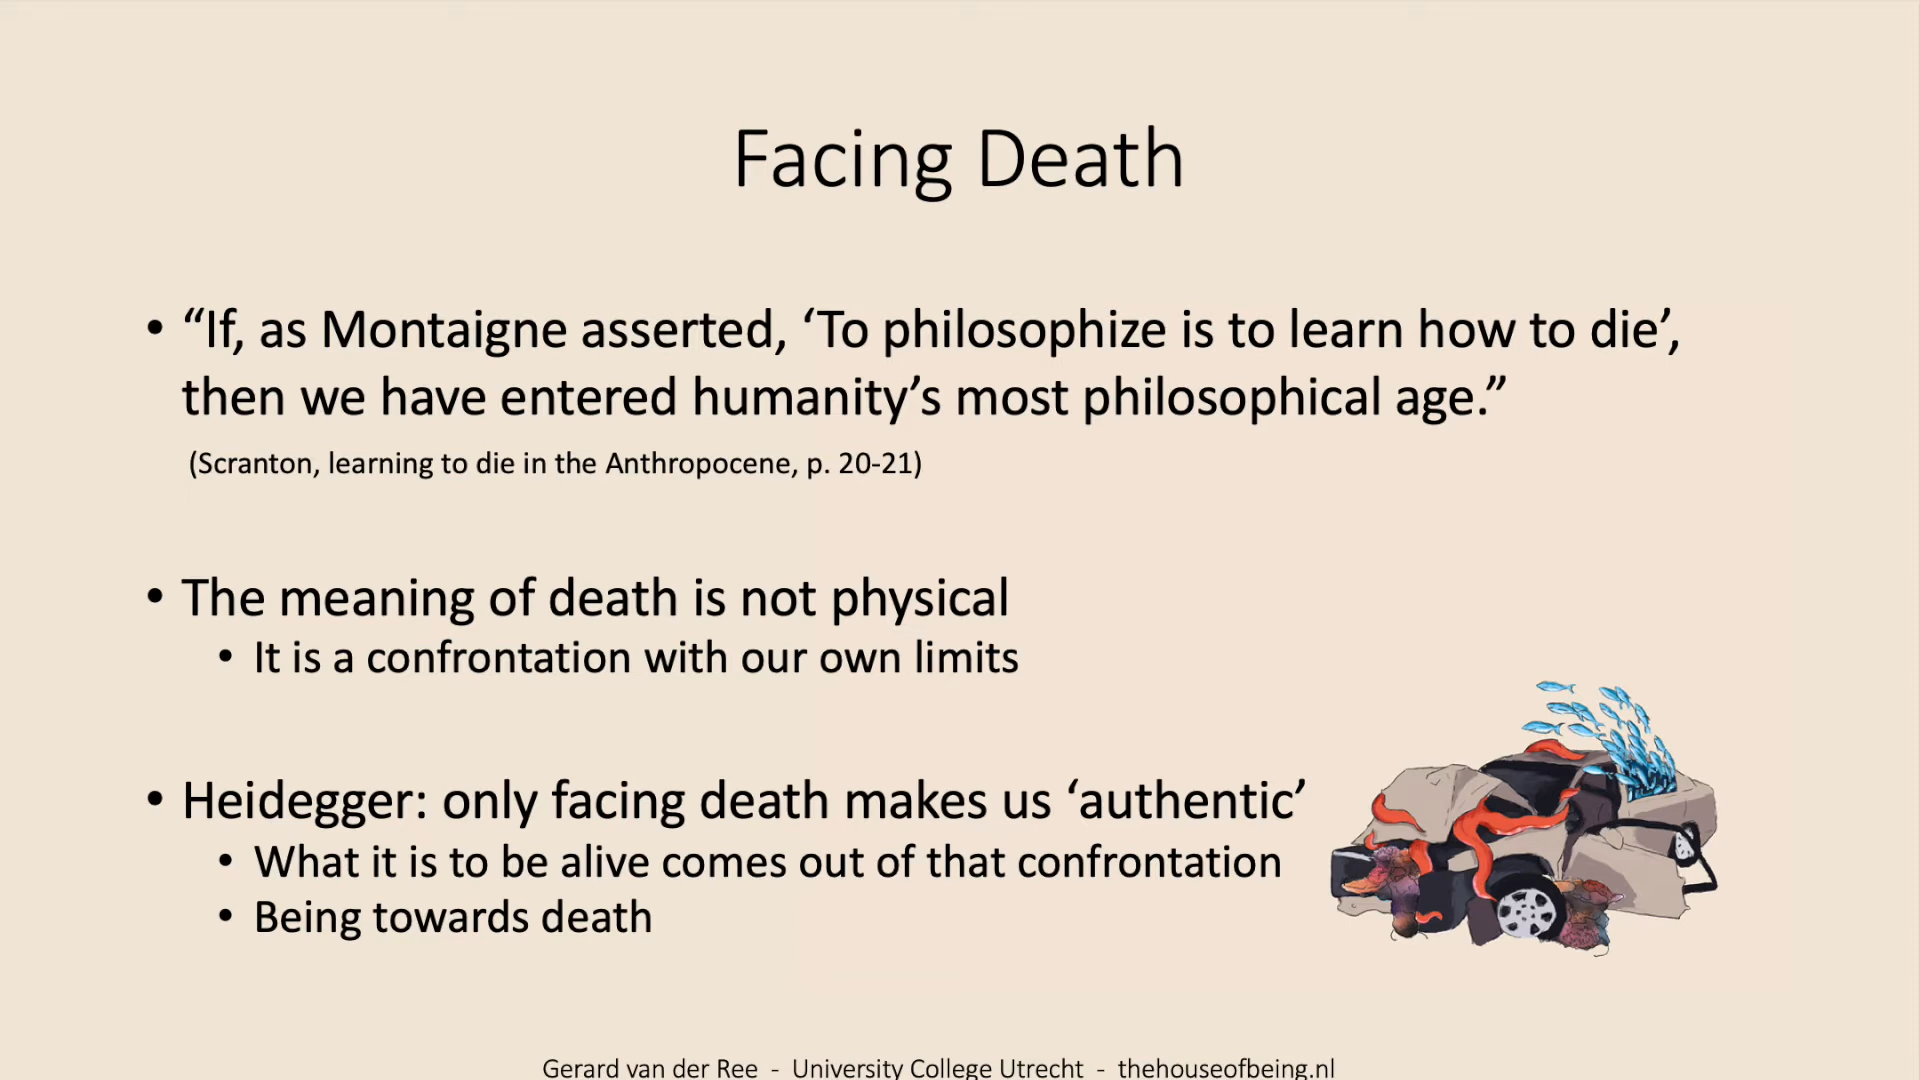 Facing Death
• “If, as Montaigne asserted, ‘To philosophize is to learn how to die’,
then we have entered humanity’s most philosophical age.”
(Scranton, learning to die in the Anthropocene, p. 20-21)
• The meaning of death is not physical
• It is a confrontation with our own limits
• Heidegger: only facing death makes us ‘authentic’
• What it is to be alive comes out of that confrontation
• Being towards death
Gerard van der Ree - University College Utrecht - thehouseofbeing.nl